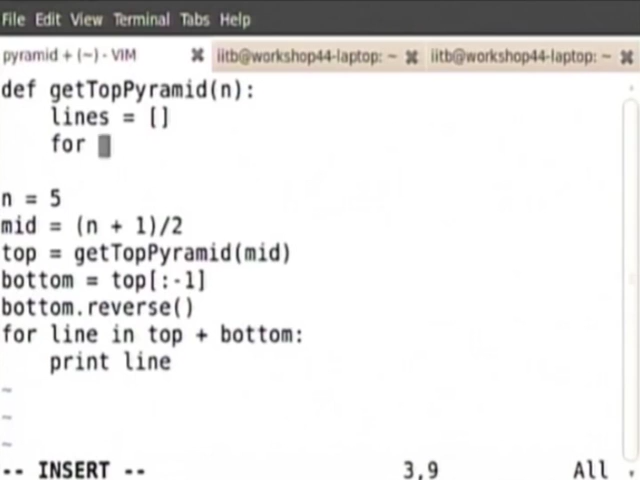 File Edit View Terminal Tabs Help
pyramid + (~) - VIM ✖ iitb@workshop44-laptop: ~ ✖ iitb@workshop44-laptop: ~ ✖
def getTopPyramid(n):
    lines = []
    for
n = 5
mid = (n + 1)/2
top = getTopPyramid(mid)
bottom = top[:-1]
bottom.reverse()
for line in top + bottom:
    print line
~
~
~
-- INSERT -- 3,9 All